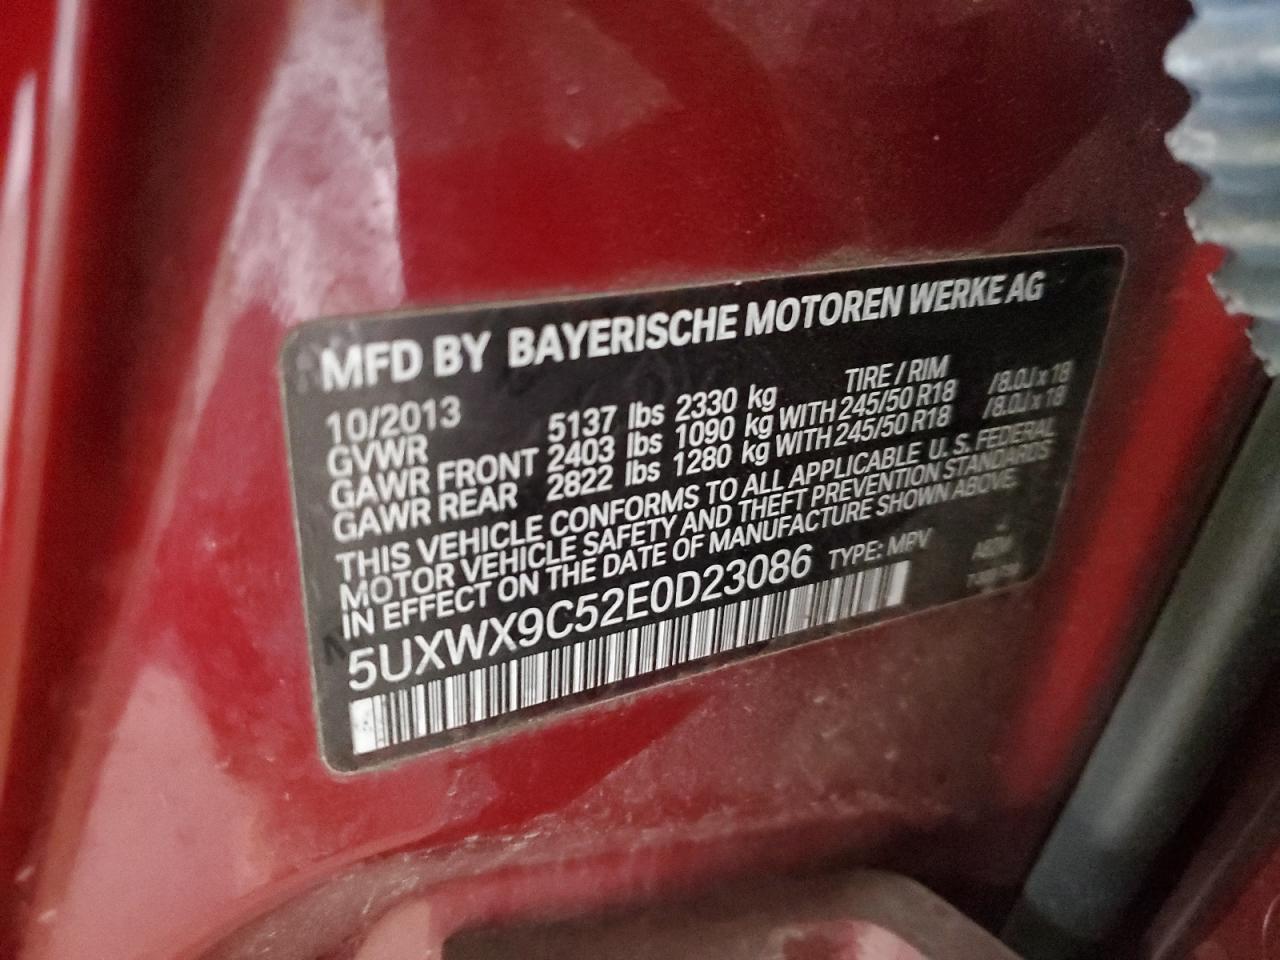 MFD BY BAYERISCHE MOTOREN WERKE AG
10/2013 TIRE / RIM
GVWR 5137 lbs 2330 kg
GAWR FRONT 2403 lbs 1090 kg WITH 245/50 R18 /8.0J x 18
GAWR REAR 2822 lbs 1280 kg WITH 245/50 R18 /8.0J x 18
THIS VEHICLE CONFORMS TO ALL APPLICABLE U. S. FEDERAL
MOTOR VEHICLE SAFETY AND THEFT PREVENTION STANDARDS
IN EFFECT ON THE DATE OF MANUFACTURE SHOWN ABOVE.
5UXWX9C52E0D23086 TYPE: MPV